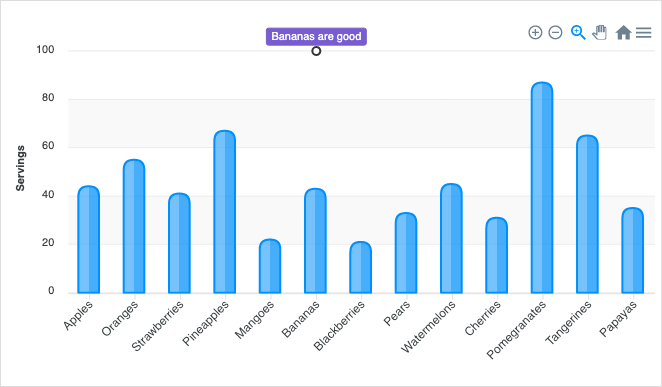 Bananas are good
100
80
60
40
20
0
Servings
Apples
Oranges
Strawberries
Pineapples
Mangoes
Bananas
Blackberries
Pears
Watermelons
Cherries
Pomegranates
Tangerines
Papayas